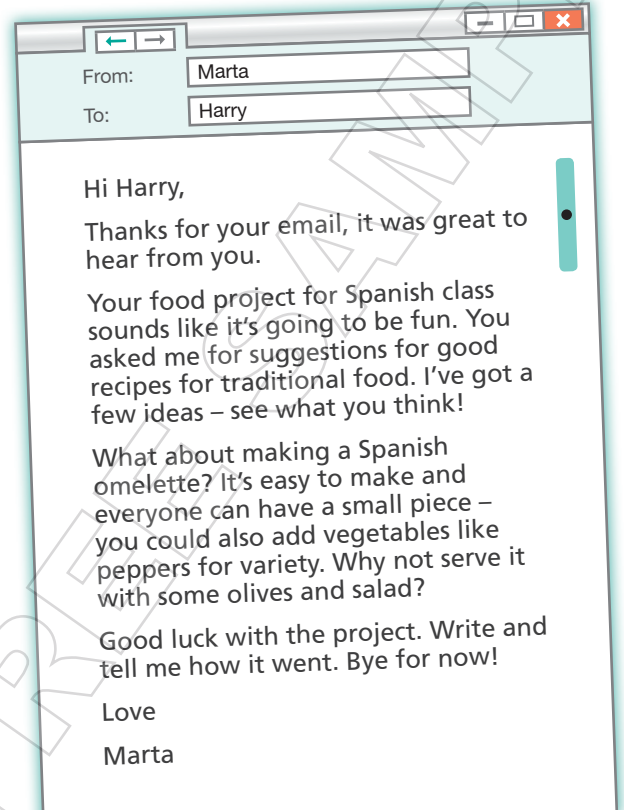 From:
Marta
To:
Harry
Hi Harry,
Thanks for your email, it was great to
hear from you.
Your food project for Spanish class
sounds like it's going to be fun. You
asked me for suggestions for good
recipes for traditional food. I've got a
few ideas – see what you think!
What about making a Spanish
omelette? It's easy to make and
everyone can have a small piece –
you could also add vegetables like
peppers for variety. Why not serve it
with some olives and salad?
Good luck with the project. Write and
tell me how it went. Bye for now!
Love
Marta
REE SAMP